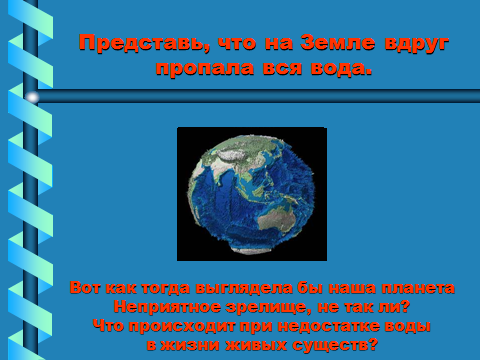 Представь, что на Земле вдруг
пропала вся вода.
Вот как тогда выглядела бы наша планета
Неприятное зрелище, не так ли?
Что происходит при недостатке воды
в жизни живых существ?